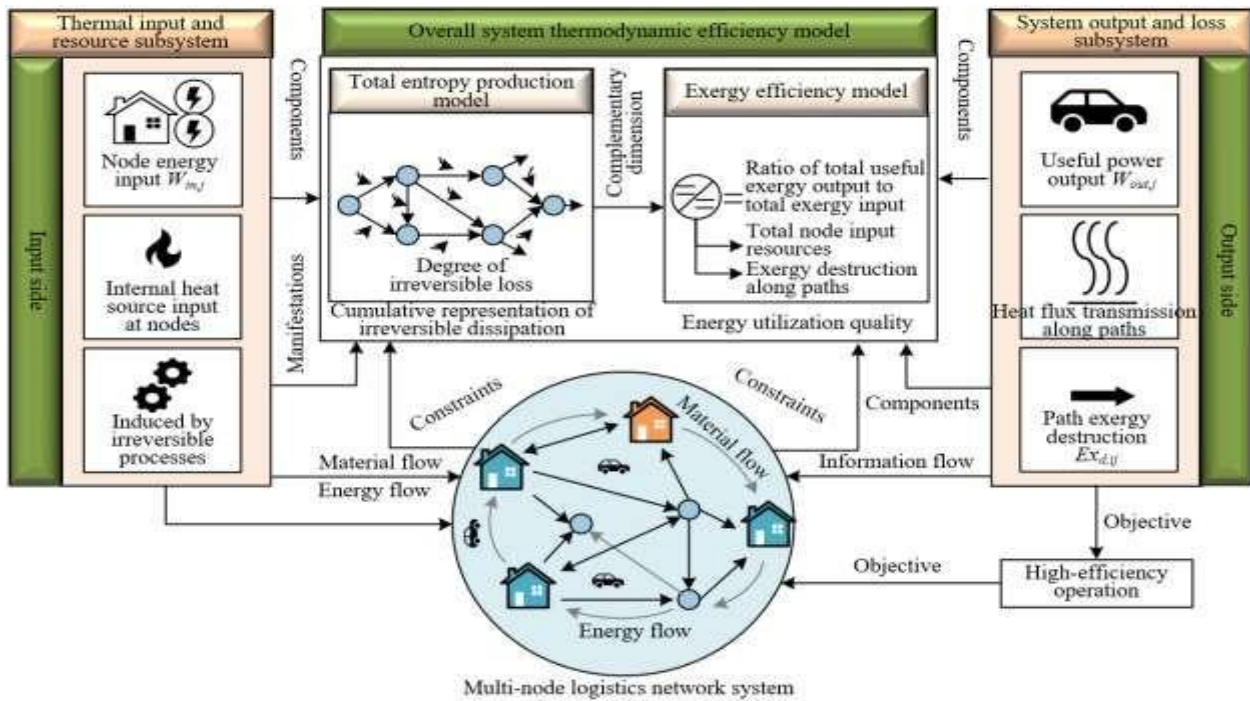 Thermal input and
resource subsystem
Input side
Node energy
input W_in,j
Internal heat
source input
at nodes
Induced by
irreversible
processes
Components
Manifestations
Overall system thermodynamic efficiency model
Total entropy production
model
Degree of
irreversible loss
Cumulative representation of
irreversible dissipation
Complementary
dimension
Exergy efficiency model
Ratio of total useful
exergy output to
total exergy input
Total node input
resources
Exergy destruction
along paths
Energy utilization quality
Components
System output and loss
subsystem
Output side
Useful power
output W_out,j
Heat flux transmission
along paths
Path exergy
destruction
Ex_d,ij
Constraints
Constraints
Components
Material flow
Energy flow
Information flow
Material flow
Energy flow
Objective
Objective
High-efficiency
operation
Multi-node logistics network system